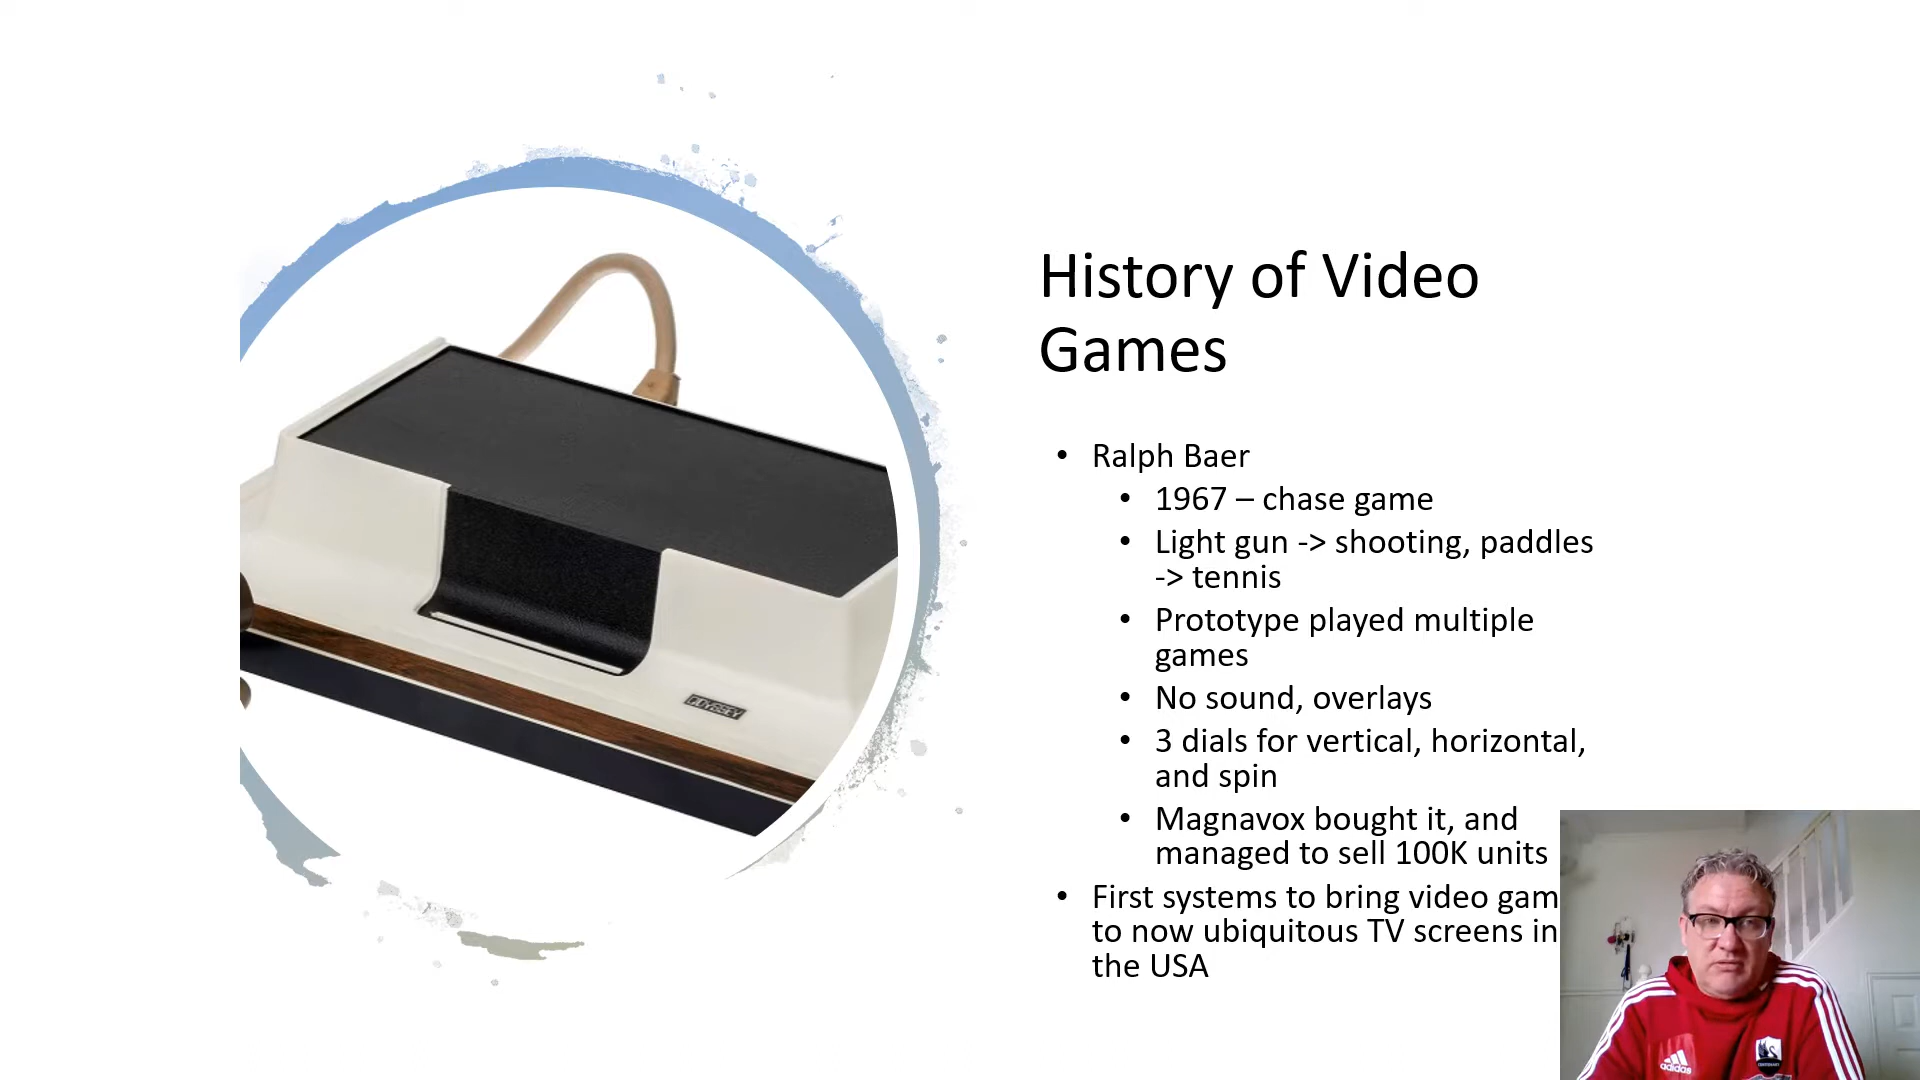 History of Video
Games
• Ralph Baer
• 1967 – chase game
• Light gun -> shooting, paddles
-> tennis
• Prototype played multiple
games
• No sound, overlays
• 3 dials for vertical, horizontal,
and spin
• Magnavox bought it, and
managed to sell 100K units
• First systems to bring video gam
to now ubiquitous TV screens in
the USA
ODYSSEY
adidas